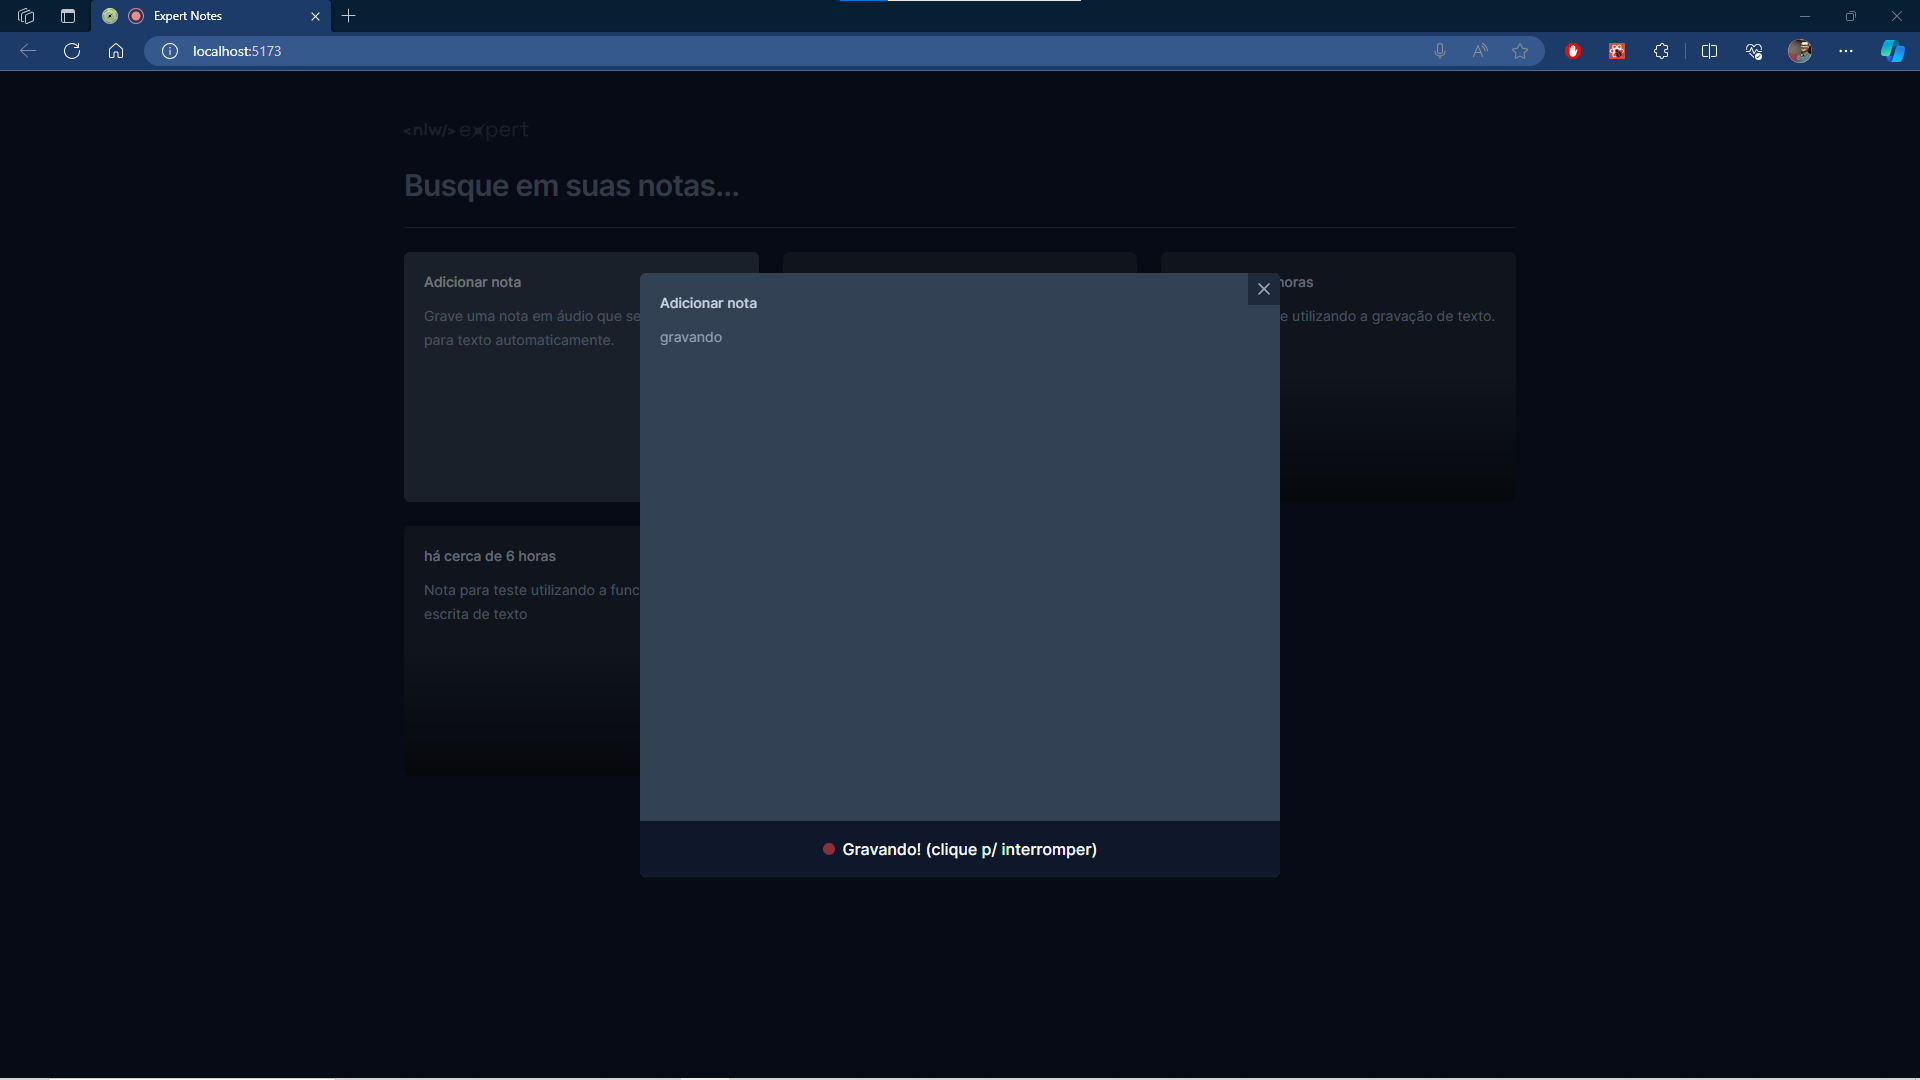 Expert Notes
localhost:5173
<nlw/> expert
Busque em suas notas...
Adicionar nota
Grave uma nota em áudio que se
para texto automaticamente.
horas
e utilizando a gravação de texto.
há cerca de 6 horas
Nota para teste utilizando a func
escrita de texto
Adicionar nota
gravando
Gravando! (clique p/ interromper)